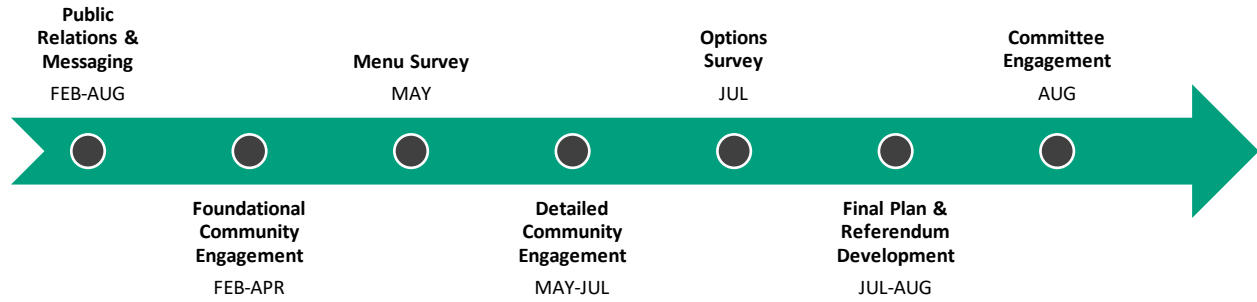 Public
Relations &
Messaging
FEB-AUG
Menu Survey
MAY
Options
Survey
JUL
Committee
Engagement
AUG
Foundational
Community
Engagement
FEB-APR
Detailed
Community
Engagement
MAY-JUL
Final Plan &
Referendum
Development
JUL-AUG